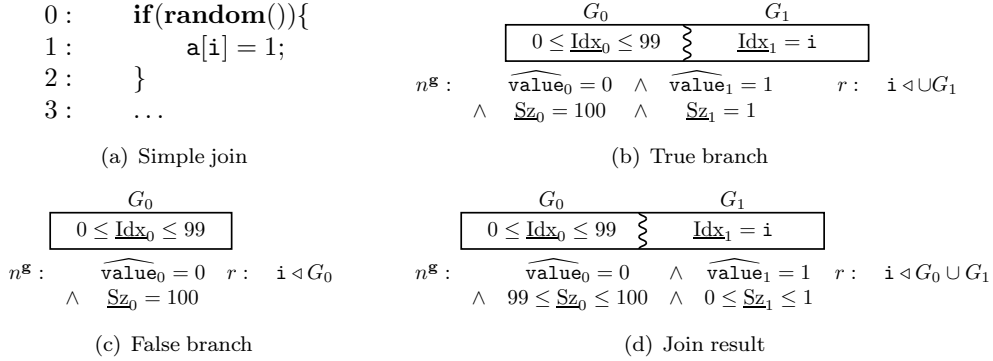 0 :     if(random()){
1 :         a[i] = 1;
2 :     }
3 :     …
(a) Simple join
G₀    G₁
0 ≤ Idx₀ ≤ 99    Idx₁ = i
nᵍ :    value₀ = 0  ∧  value₁ = 1    r :  i ◁ ∪G₁
∧  Sz₀ = 100  ∧  Sz₁ = 1
(b) True branch
G₀
0 ≤ Idx₀ ≤ 99
nᵍ :    value₀ = 0    r :  i ◁ G₀
∧  Sz₀ = 100
(c) False branch
G₀    G₁
0 ≤ Idx₀ ≤ 99    Idx₁ = i
nᵍ :    value₀ = 0  ∧  value₁ = 1    r :  i ◁ G₀ ∪ G₁
∧  99 ≤ Sz₀ ≤ 100  ∧  0 ≤ Sz₁ ≤ 1
(d) Join result